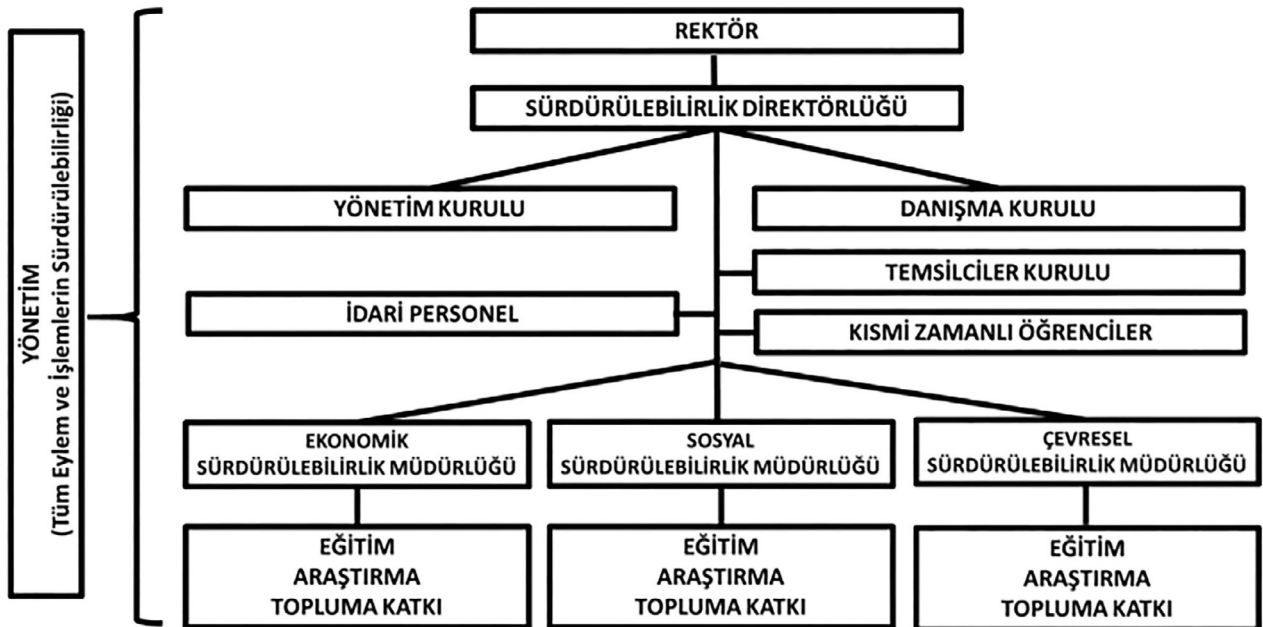 YÖNETİM
(Tüm Eylem ve İşlemlerin Sürdürülebilirliği)
REKTÖR
SÜRDÜRÜLEBİLİRLİK DİREKTÖRLÜĞÜ
YÖNETİM KURULU
DANIŞMA KURULU
TEMSİLCİLER KURULU
İDARİ PERSONEL
KISMİ ZAMANLI ÖĞRENCİLER
EKONOMİK
SÜRDÜRÜLEBİLİRLİK MÜDÜRLÜĞÜ
SOSYAL
SÜRDÜRÜLEBİLİRLİK MÜDÜRLÜĞÜ
ÇEVRESEL
SÜRDÜRÜLEBİLİRLİK MÜDÜRLÜĞÜ
EĞİTİM
ARAŞTIRMA
TOPLUMA KATKI
EĞİTİM
ARAŞTIRMA
TOPLUMA KATKI
EĞİTİM
ARAŞTIRMA
TOPLUMA KATKI